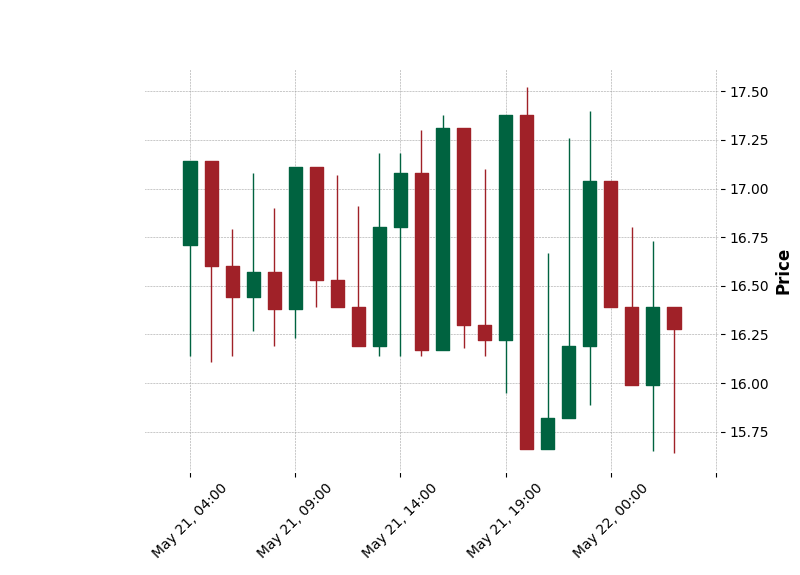 17.50
17.25
17.00
16.75
16.50
16.25
16.00
15.75
Price
May 21, 04:00
May 21, 09:00
May 21, 14:00
May 21, 19:00
May 22, 00:00